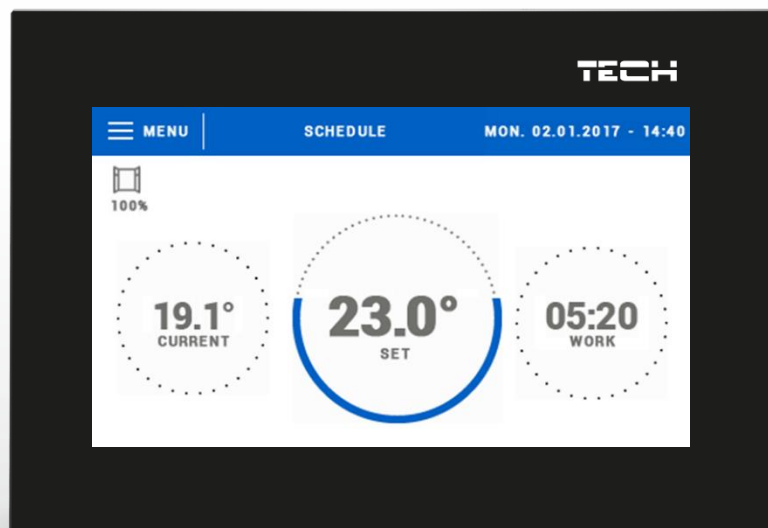 TECH
MENU SCHEDULE MON. 02.01.2017 - 14:40
100%
19.1° 23.0° 05:20
CURRENT SET WORK